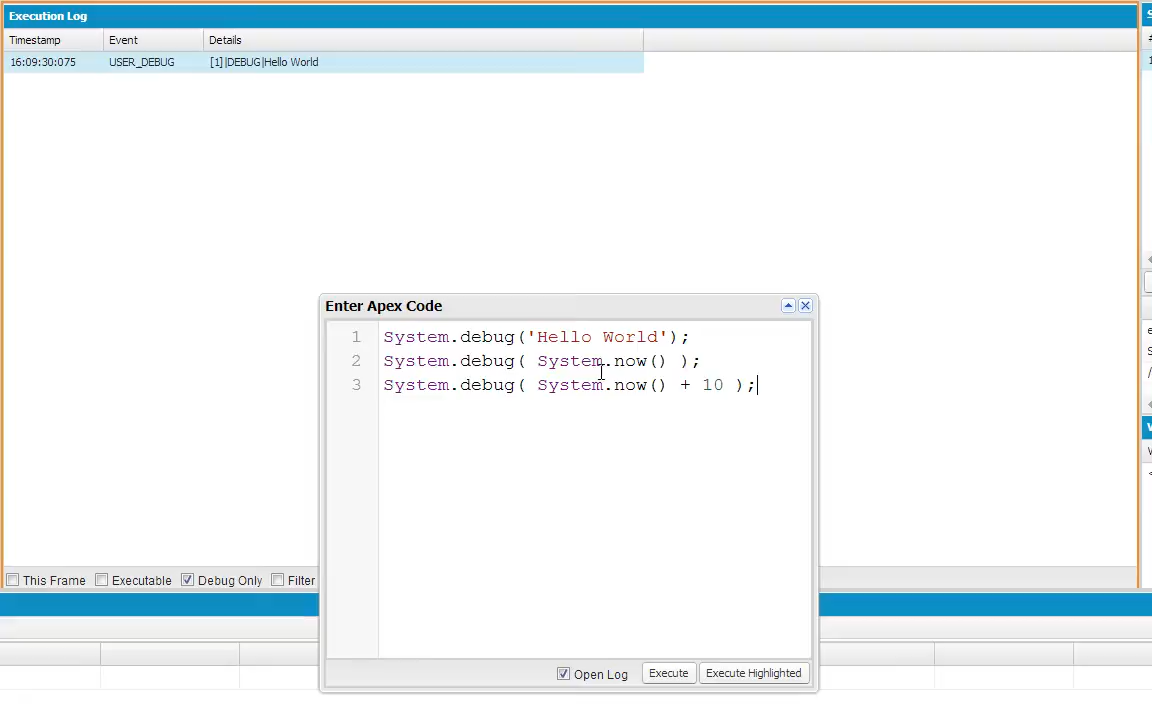 Execution Log
Timestamp Event Details
16:09:30:075 USER_DEBUG [1]|DEBUG|Hello World
Enter Apex Code
1 System.debug('Hello World');
2 System.debug( System.now() );
3 System.debug( System.now() + 10 );
This Frame Executable Debug Only Filter
Open Log Execute Execute Highlighted